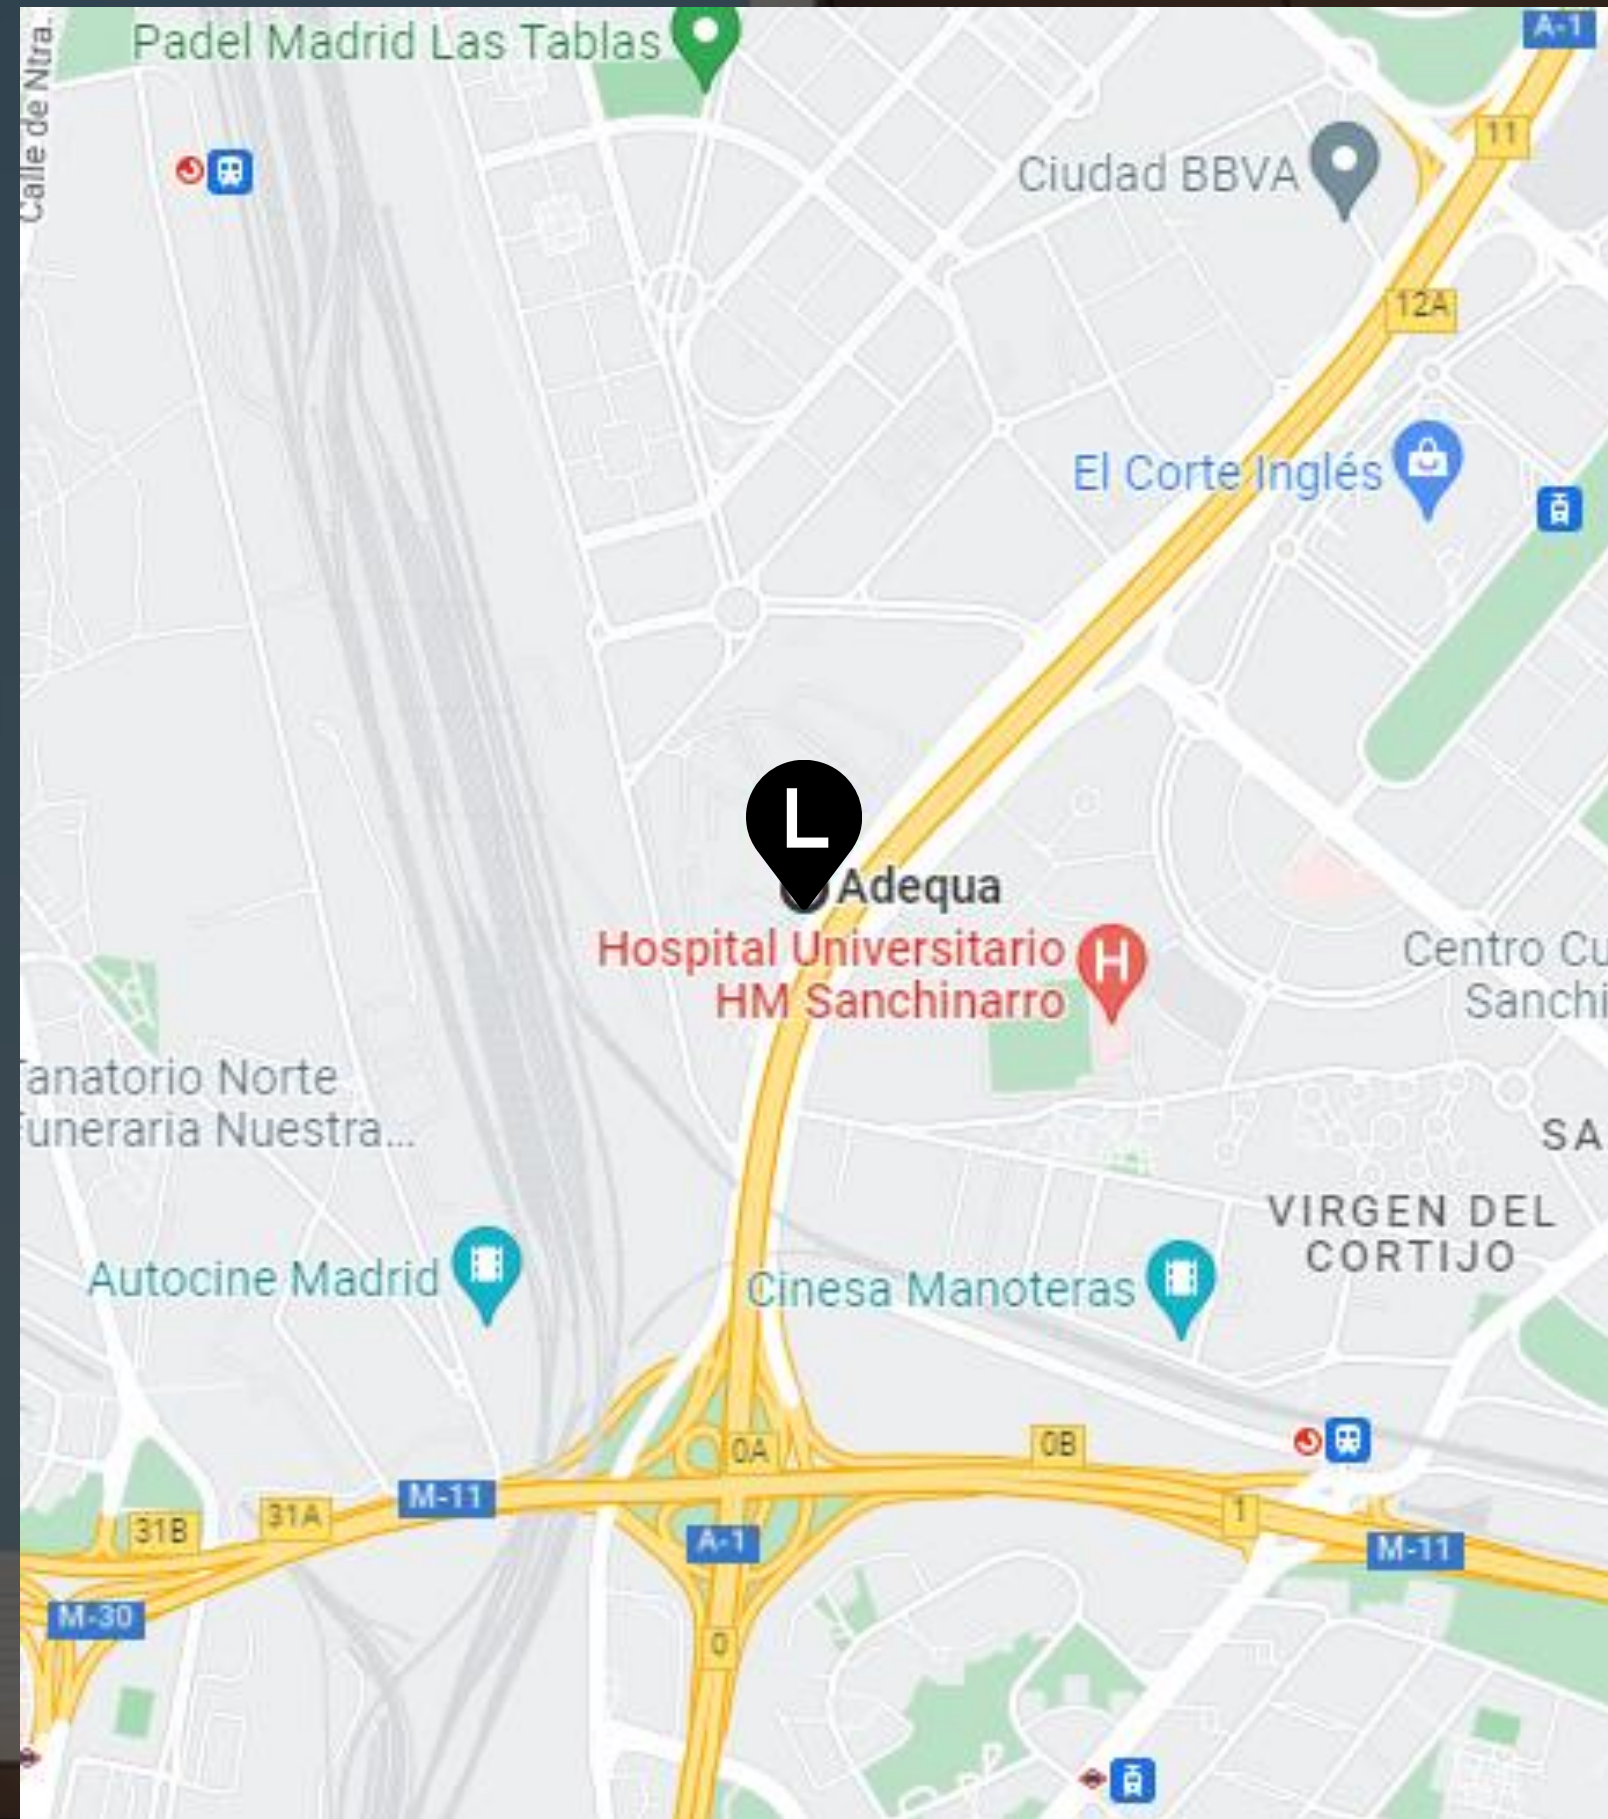 A-1
Padel Madrid Las Tablas
Calle de Ntra.
11
Ciudad BBVA
12A
El Corte Inglés
L
Adequa
Hospital Universitario
HM Sanchinarro
H
Centro Cu
Sanchi
anatorio Norte
uneraria Nuestra...
SA
VIRGEN DEL
CORTIJO
Autocine Madrid
Cinesa Manoteras
0A
0B
M-11
31A
31B
1
A-1
M-11
M-30
0